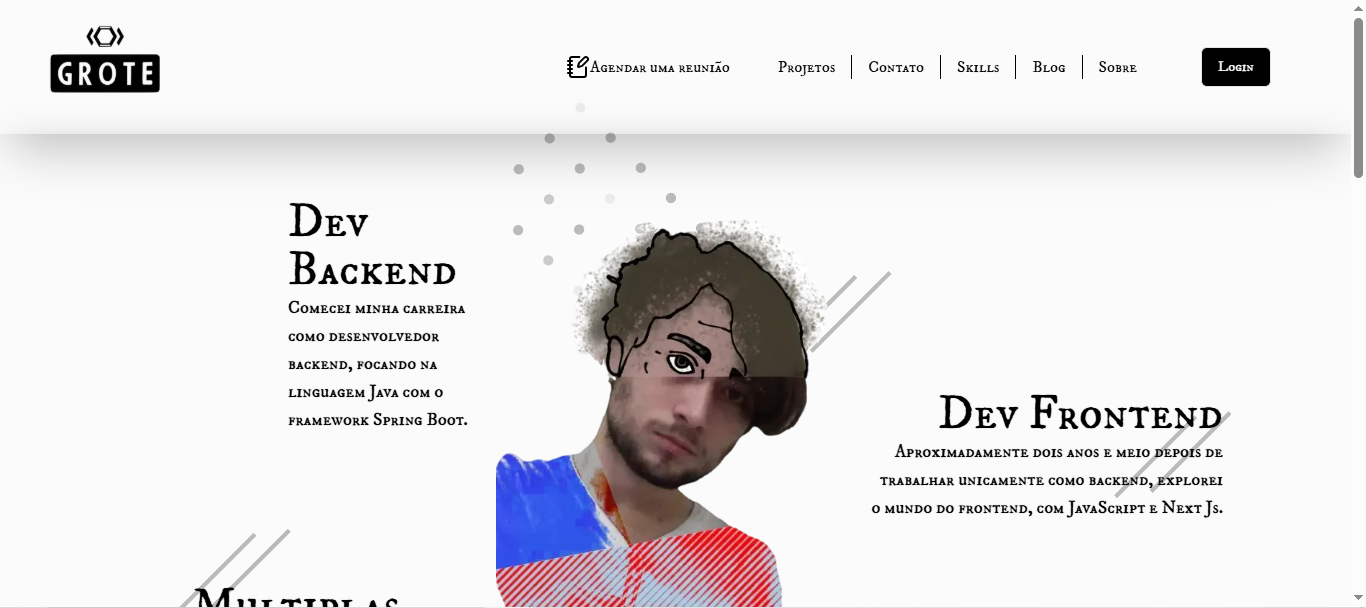 GROTE
Agendar uma reunião
Projetos
Contato
Skills
Blog
Sobre
Login
Dev
Backend
Comecei minha carreira
como desenvolvedor
backend, focando na
linguagem Java com o
framework Spring Boot.
Dev Frontend
Aproximadamente dois anos e meio depois de
trabalhar unicamente como backend, explorei
o mundo do frontend, com JavaScript e Next Js.
Multiplas